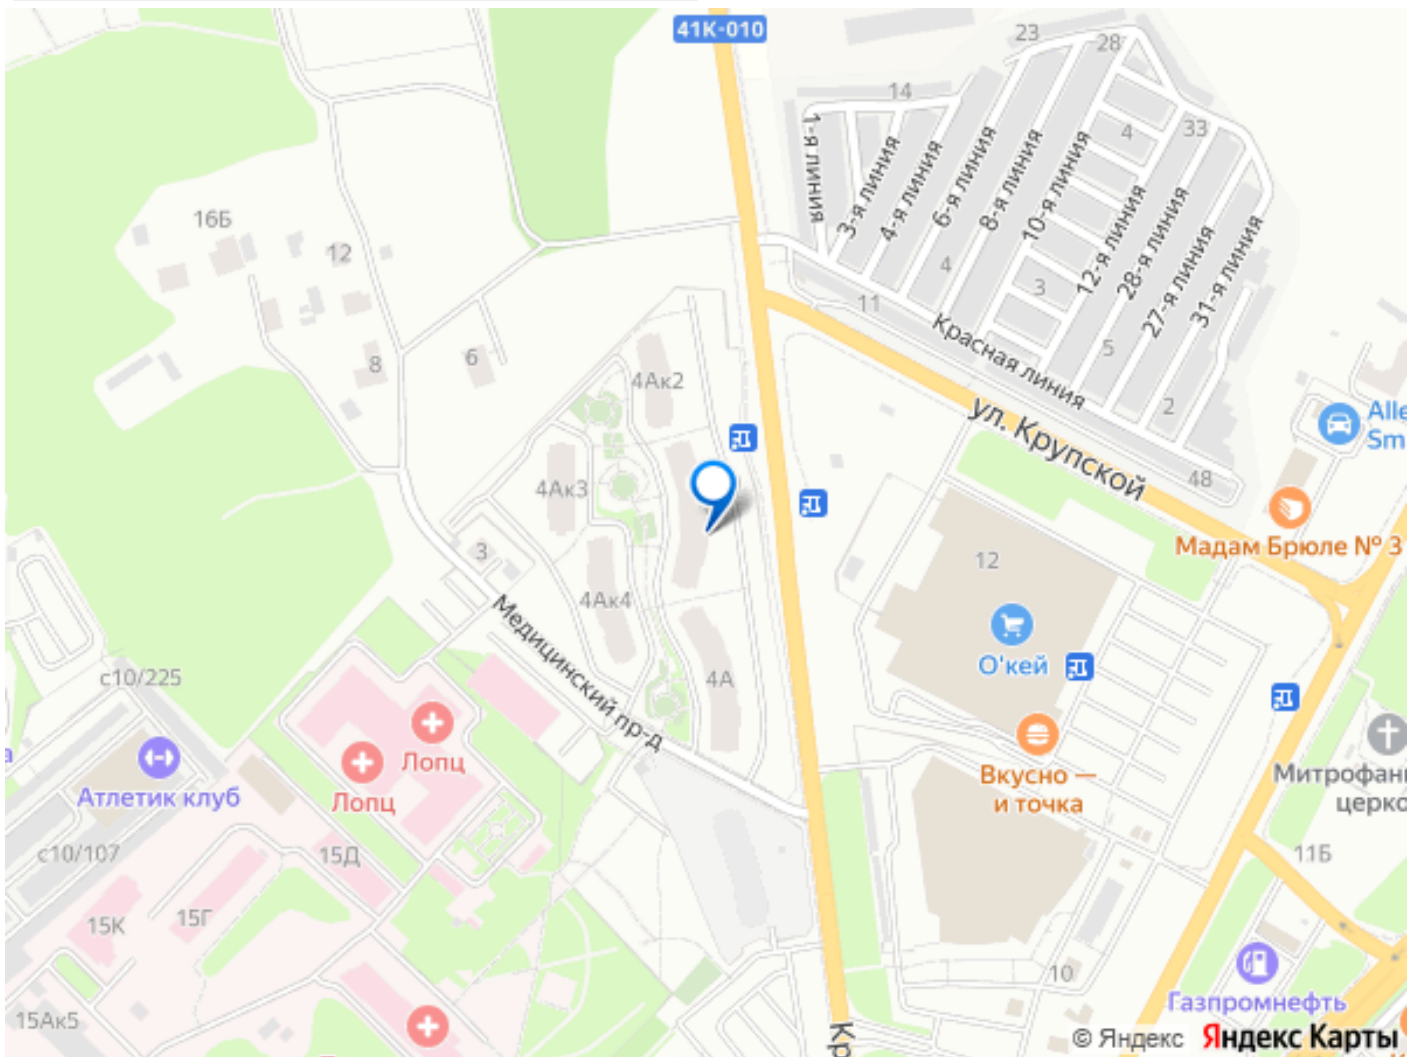 41К-010
23
28
14
1-я линия
3-я линия
4-я линия
6-я линия
8-я линия
10-я линия
12-я линия
28-я линия
27-я линия
31-я линия
4
33
16Б
12
4
3
11
Красная линия
5
2
48
8
6
4Ак2
ул. Крупской
Alle
Sm
4Ак3
Мадам Брюле № 3
3
12
4Ак4
Медицинский пр-д
О'кей
с10/225
4А
Лопц
Лопц
Атлетик клуб
Вкусно —
и точка
Митрофани
церко
с10/107
15Д
11Б
15К
15Г
10
Газпромнефть
15Ак5
Кр
© Яндекс Яндекс Карты